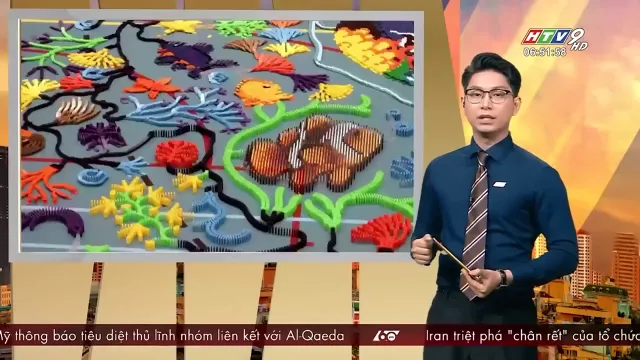 HTV9 HD
06:51:58
Mỹ thông báo tiêu diệt thủ lĩnh nhóm liên kết với Al-Qaeda 60 Iran triệt phá "chân rết" của tổ chức